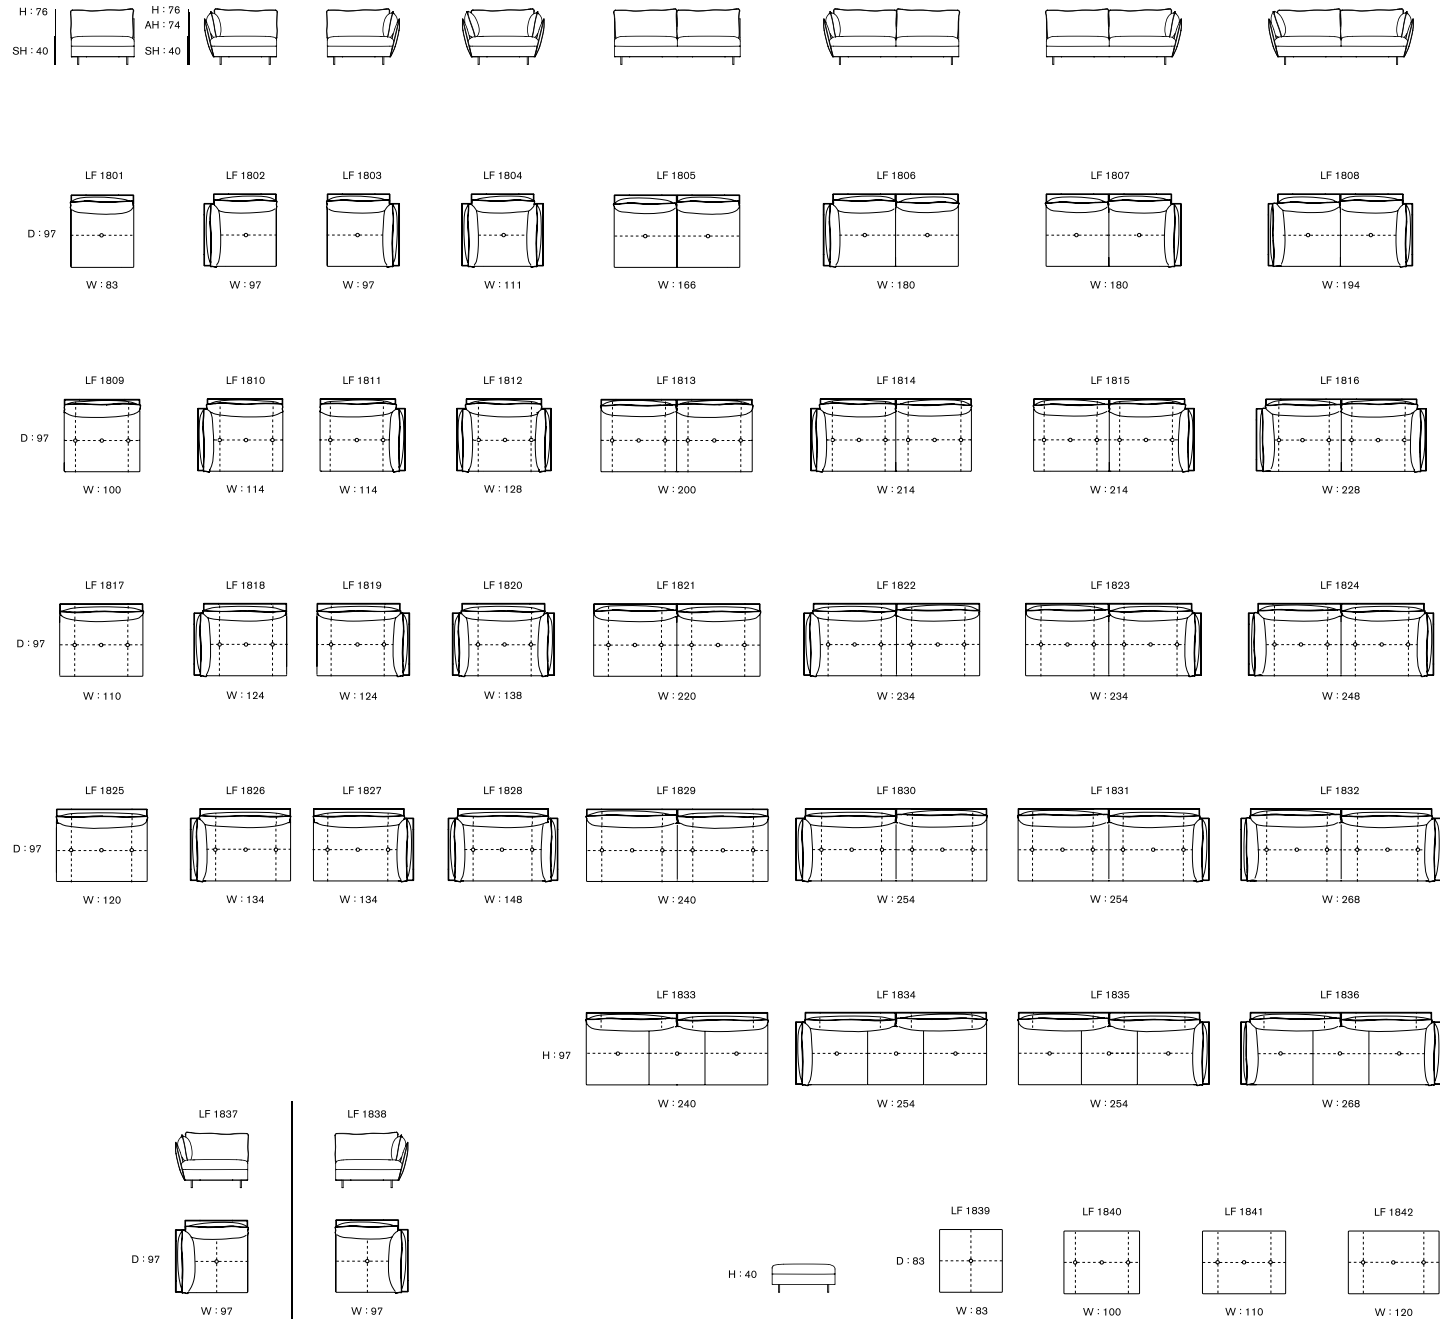 H : 76
H : 76
AH : 74
SH : 40
SH : 40
LF 1801 LF 1802 LF 1803 LF 1804 LF 1805 LF 1806 LF 1807 LF 1808
D : 97
W : 83 W : 97 W : 97 W : 111 W : 166 W : 180 W : 180 W : 194
LF 1809 LF 1810 LF 1811 LF 1812 LF 1813 LF 1814 LF 1815 LF 1816
D : 97
W : 100 W : 114 W : 114 W : 128 W : 200 W : 214 W : 214 W : 228
LF 1817 LF 1818 LF 1819 LF 1820 LF 1821 LF 1822 LF 1823 LF 1824
D : 97
W : 110 W : 124 W : 124 W : 138 W : 220 W : 234 W : 234 W : 248
LF 1825 LF 1826 LF 1827 LF 1828 LF 1829 LF 1830 LF 1831 LF 1832
D : 97
W : 120 W : 134 W : 134 W : 148 W : 240 W : 254 W : 254 W : 268
LF 1833 LF 1834 LF 1835 LF 1836
H : 97
W : 240 W : 254 W : 254 W : 268
LF 1837 LF 1838
D : 97
W : 97 W : 97
LF 1839 LF 1840 LF 1841 LF 1842
H : 40
D : 83
W : 83 W : 100 W : 110 W : 120